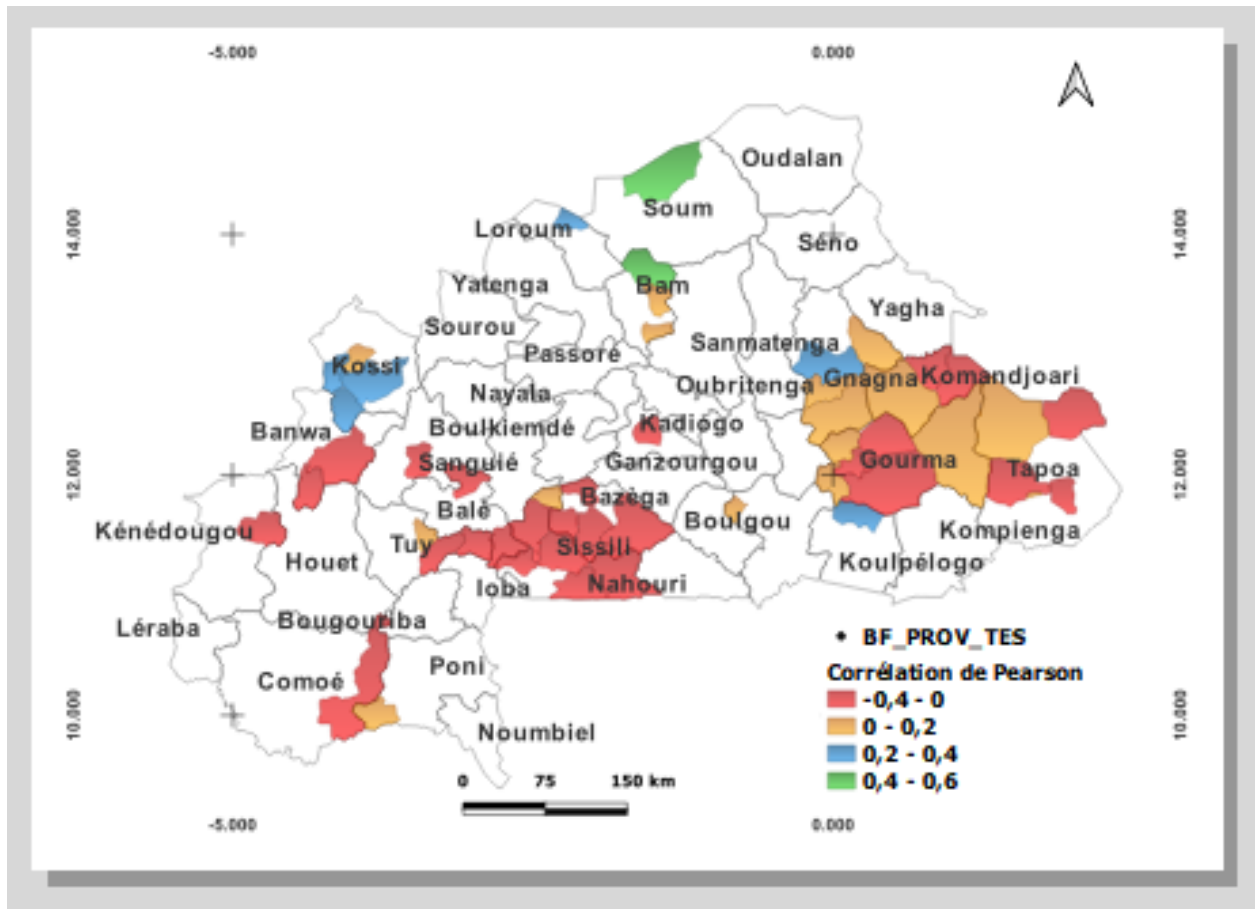 -5.000 0.000
Oudalan
Soum
14.000 14.000
Loroum
Séno
Yatenga Bam
Yagha
Sourou
Sanmatenga
Passoré
Kossi
Gnagna Komandjoari
Oubritenga
Nayala
Kadiogo
Boulkiemdé
Banwa
Gourma
Ganzourgou
Sanguié
Tapoa
12.000 12.000
Bazèga
Balé
Boulgou
Kénédougou
Kompienga
Tuy Sissili
Houet
Koulpélogo
Ioba Nahouri
Bougouriba
Léraba
BF_PROV_TES
Poni
Corrélation de Pearson
Comoé
-0,4 - 0
10.000 10.000
0 - 0,2
Noumbiel
0,2 - 0,4
0 75 150 km
0,4 - 0,6
-5.000 0.000